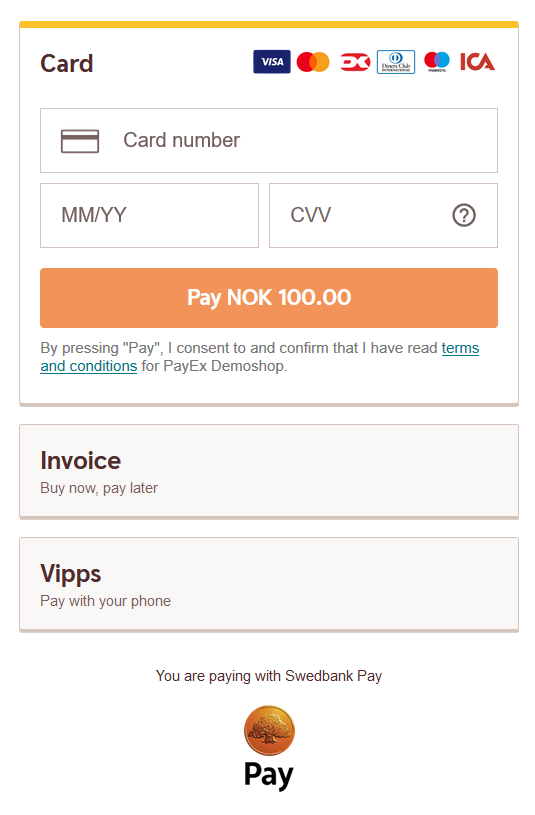 Card
VISA
Diners Club
INTERNATIONAL
maestro
ICA
Card number
MM/YY
CVV
?
Pay NOK 100.00
By pressing "Pay", I consent to and confirm that I have read terms
and conditions for PayEx Demoshop.
Invoice
Buy now, pay later
Vipps
Pay with your phone
You are paying with Swedbank Pay
Pay